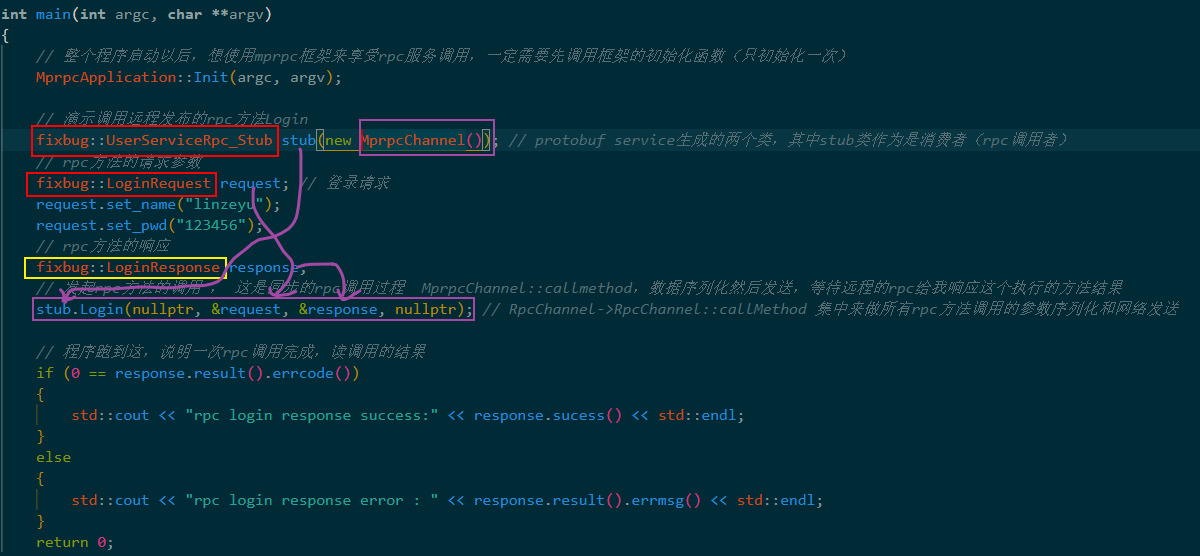 int main(int argc, char **argv)
{
// 整个程序启动以后，想使用mprpc框架来享受rpc服务调用，一定需要先调用框架的初始化函数（只初始化一次）
MprpcApplication::Init(argc, argv);
// 演示调用远程发布的rpc方法Login
fixbug::UserServiceRpc_Stub stub(new MprpcChannel()); // protobuf service生成的两个类，其中stub类作为是消费者（rpc调用者）
// rpc方法的请求参数
fixbug::LoginRequest request; // 登录请求
request.set_name("linzeyu");
request.set_pwd("123456");
// rpc方法的响应
fixbug::LoginResponse response;
// 发起rpc方法的调用 ， 这是同步的rpc调用过程 MprpcChannel::callmethod，数据序列化然后发送，等待远程的rpc给我响应这个执行的方法结果
stub.Login(nullptr, &request, &response, nullptr); // RpcChannel->RpcChannel::callMethod 集中来做所有rpc方法调用的参数序列化和网络发送
// 程序跑到这，说明一次rpc调用完成，读调用的结果
if (0 == response.result().errcode())
{
std::cout << "rpc login response success:" << response.sucess() << std::endl;
}
else
{
std::cout << "rpc login response error : " << response.result().errmsg() << std::endl;
}
return 0;